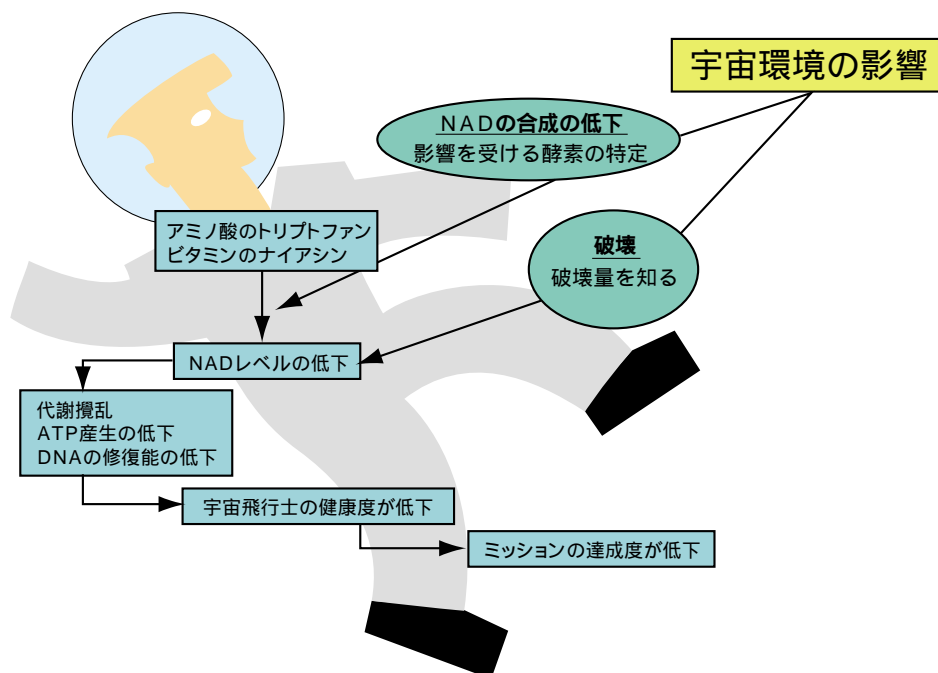 宇宙環境の影響
NADの合成の低下
影響を受ける酵素の特定
破壊
破壊量を知る
アミノ酸のトリプトファン
ビタミンのナイアシン
NADレベルの低下
代謝攪乱
ATP産生の低下
DNAの修復能の低下
宇宙飛行士の健康度が低下
ミッションの達成度が低下